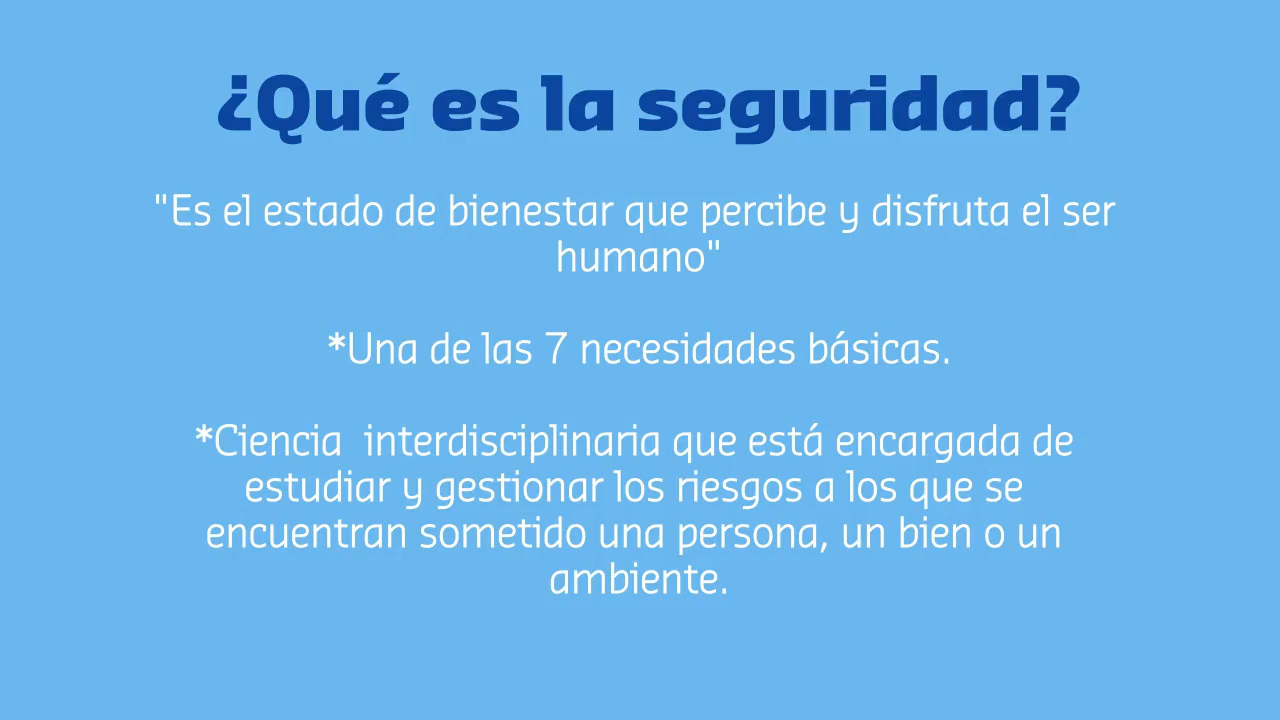 ¿Qué es la seguridad?
"Es el estado de bienestar que percibe y disfruta el ser
humano"
*Una de las 7 necesidades básicas.
*Ciencia  interdisciplinaria que está encargada de
estudiar y gestionar los riesgos a los que se
encuentran sometido una persona, un bien o un
ambiente.